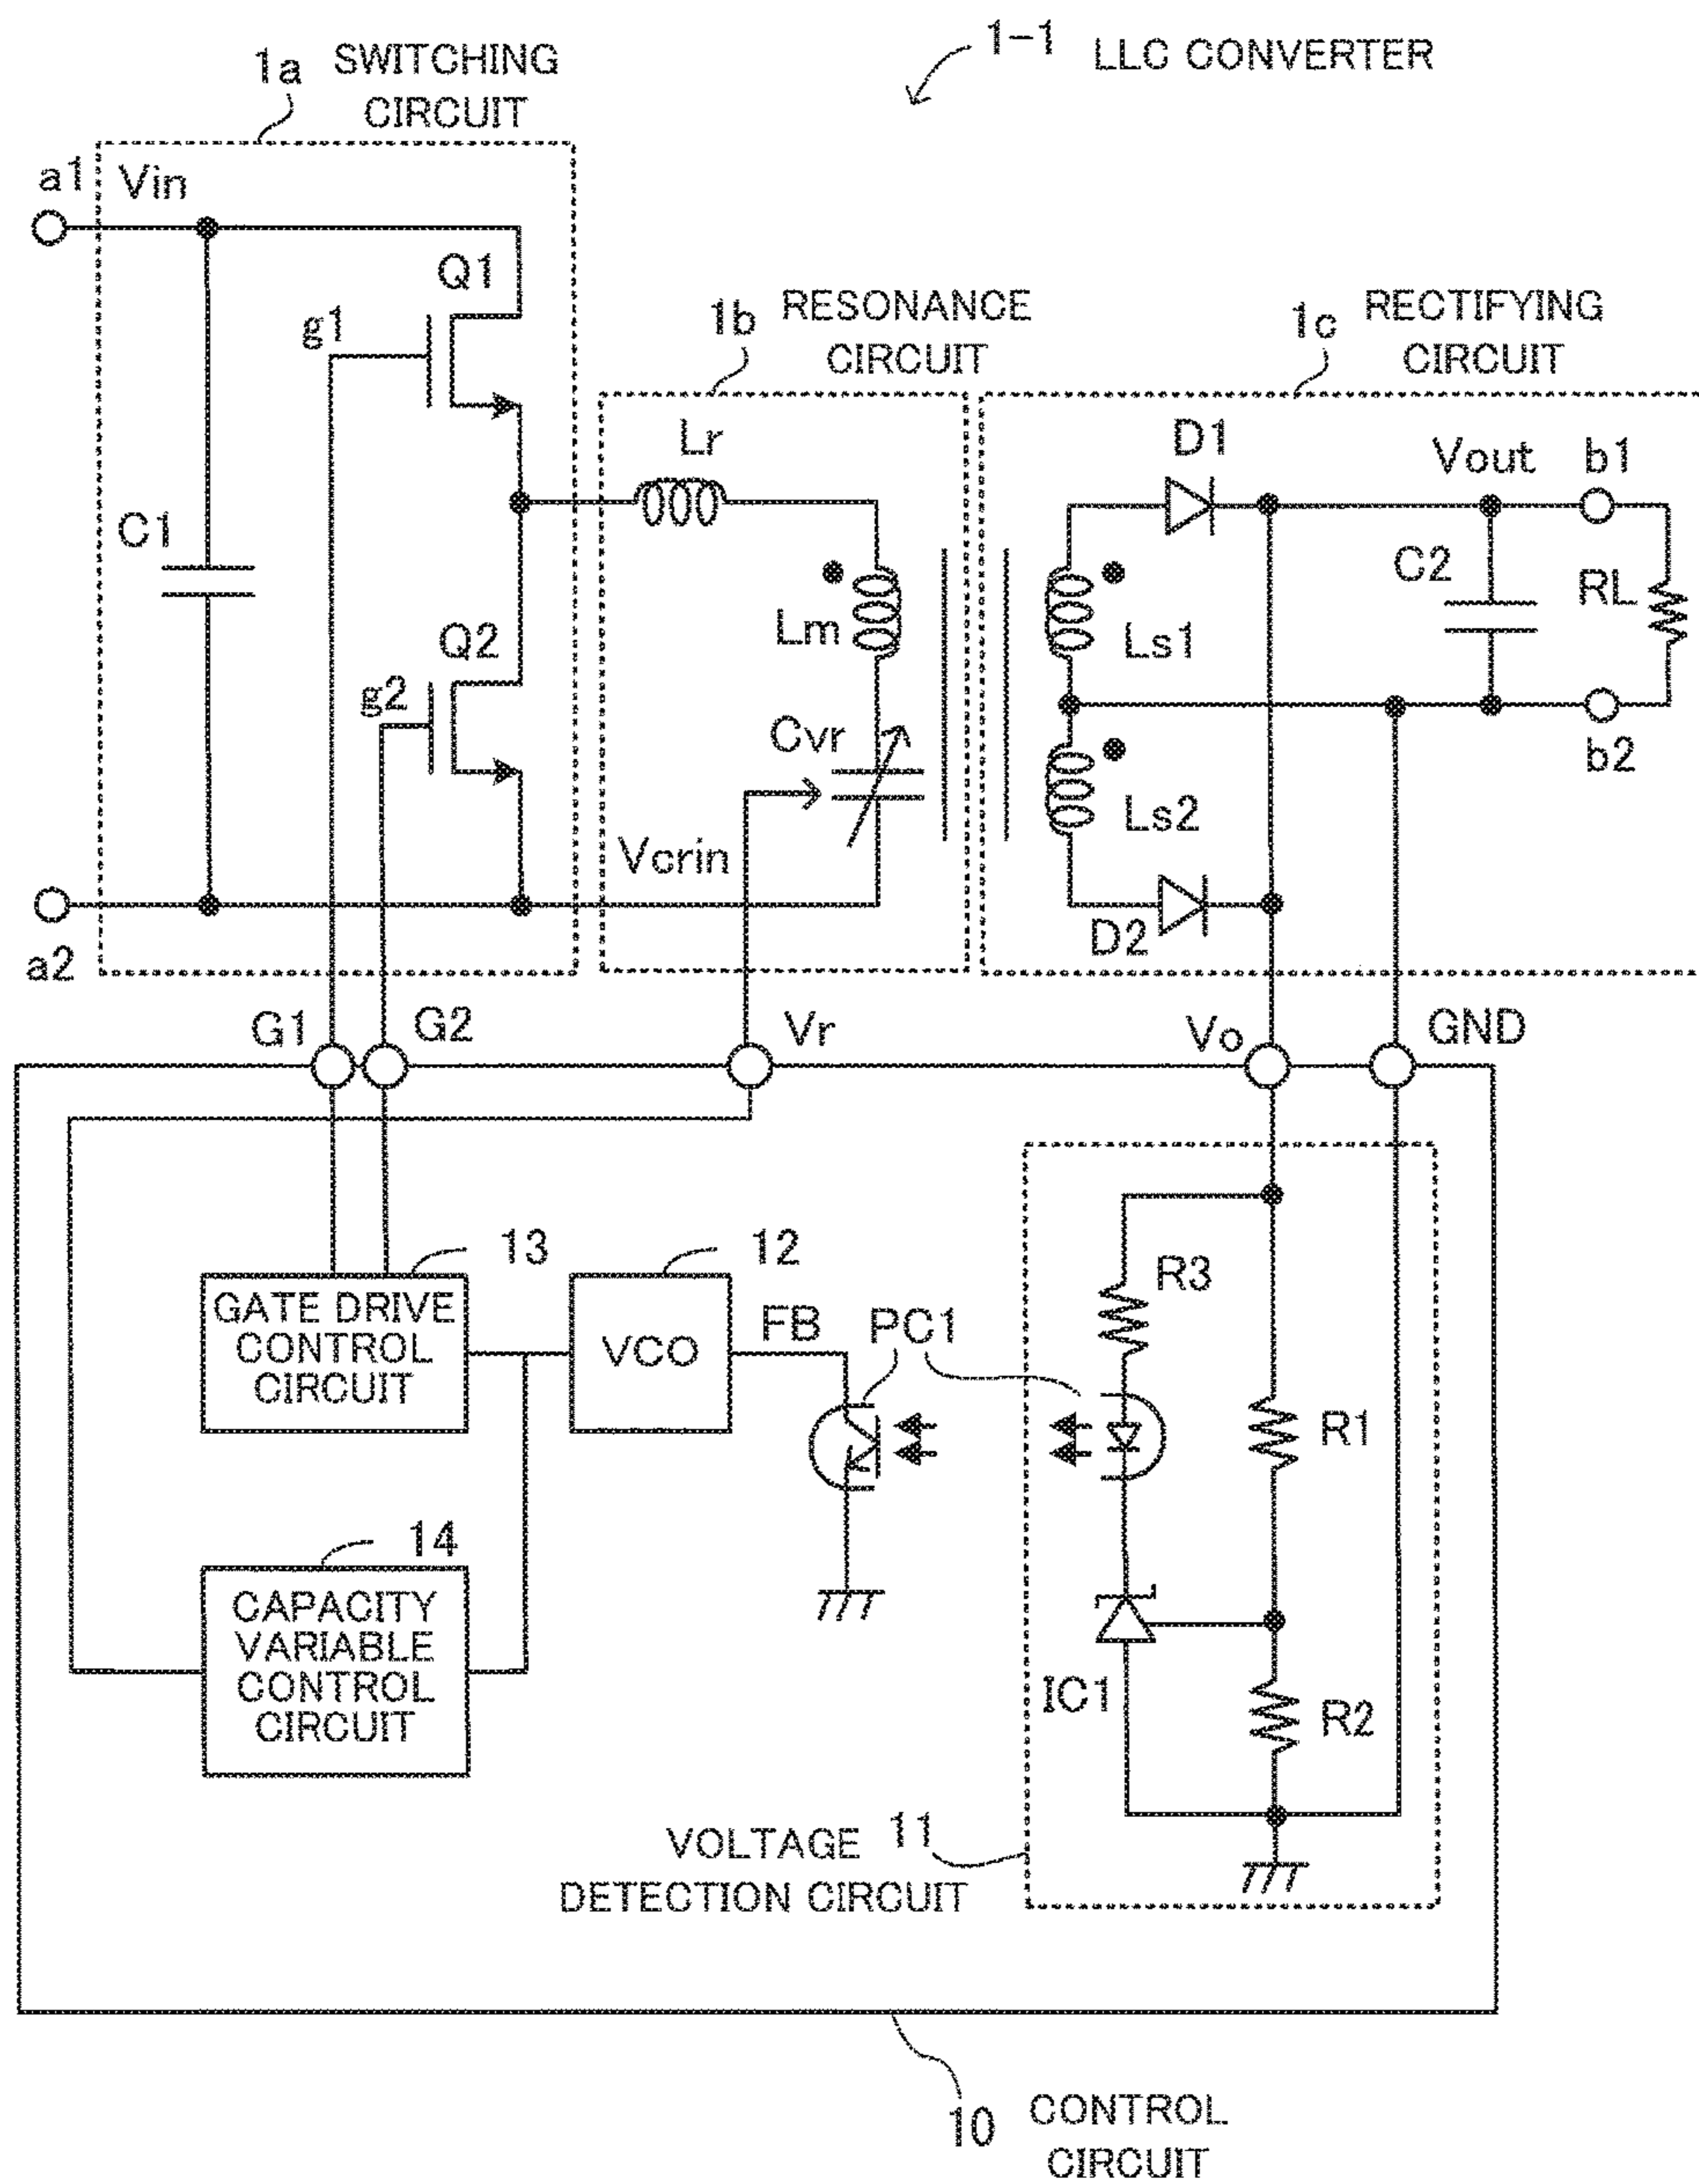 1-1 LLC CONVERTER
1a SWITCHING
CIRCUIT
a1
Vin
Q1
g1
1b RESONANCE
CIRCUIT
1c RECTIFYING
CIRCUIT
Lr
D1
Vout
b1
C1
C2
RL
Lm
Ls1
Q2
g2
Cvr
b2
Ls2
Vcrin
D2
a2
G1
G2
Vr
Vo
GND
13
12
GATE DRIVE
CONTROL
CIRCUIT
VCO
FB
PC1
R3
R1
14
CAPACITY
VARIABLE
CONTROL
CIRCUIT
IC1
R2
VOLTAGE
DETECTION CIRCUIT
11
10 CONTROL
CIRCUIT